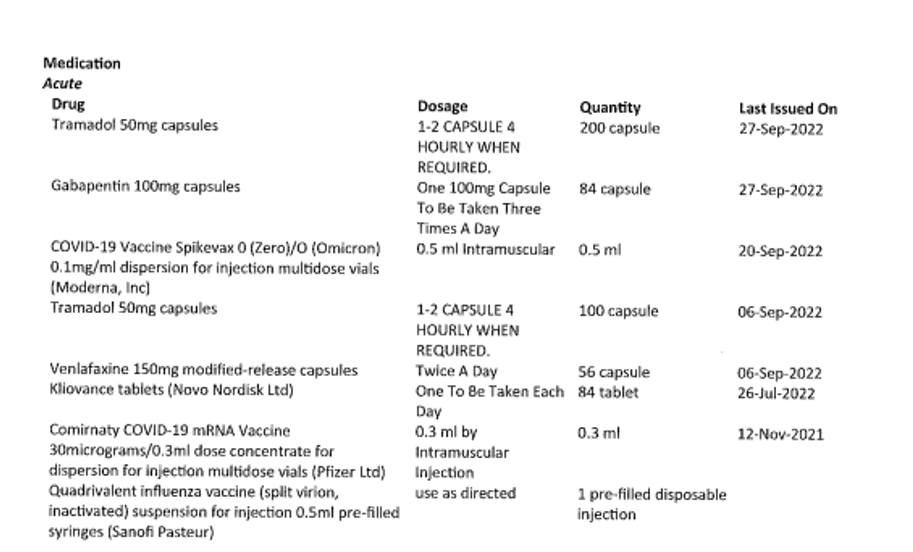 Medication
Acute
Drug Dosage Quantity Last Issued On
Tramadol 50mg capsules 1-2 CAPSULE 4 200 capsule 27-Sep-2022
HOURLY WHEN
REQUIRED.
Gabapentin 100mg capsules One 100mg Capsule 84 capsule 27-Sep-2022
To Be Taken Three
Times A Day
COVID-19 Vaccine Spikevax 0 (Zero)/O (Omicron) 0.5 ml Intramuscular 0.5 ml 20-Sep-2022
0.1mg/ml dispersion for injection multidose vials
(Moderna, Inc)
Tramadol 50mg capsules 1-2 CAPSULE 4 100 capsule 06-Sep-2022
HOURLY WHEN
REQUIRED.
Venlafaxine 150mg modified-release capsules Twice A Day 56 capsule 06-Sep-2022
Kliovance tablets (Novo Nordisk Ltd) One To Be Taken Each 84 tablet 26-Jul-2022
Day
Comirnaty COVID-19 mRNA Vaccine 0.3 ml by 0.3 ml 12-Nov-2021
30micrograms/0.3ml dose concentrate for Intramuscular
dispersion for injection multidose vials (Pfizer Ltd) Injection
Quadrivalent influenza vaccine (split virion, use as directed 1 pre-filled disposable
inactivated) suspension for injection 0.5ml pre-filled injection
syringes (Sanofi Pasteur)